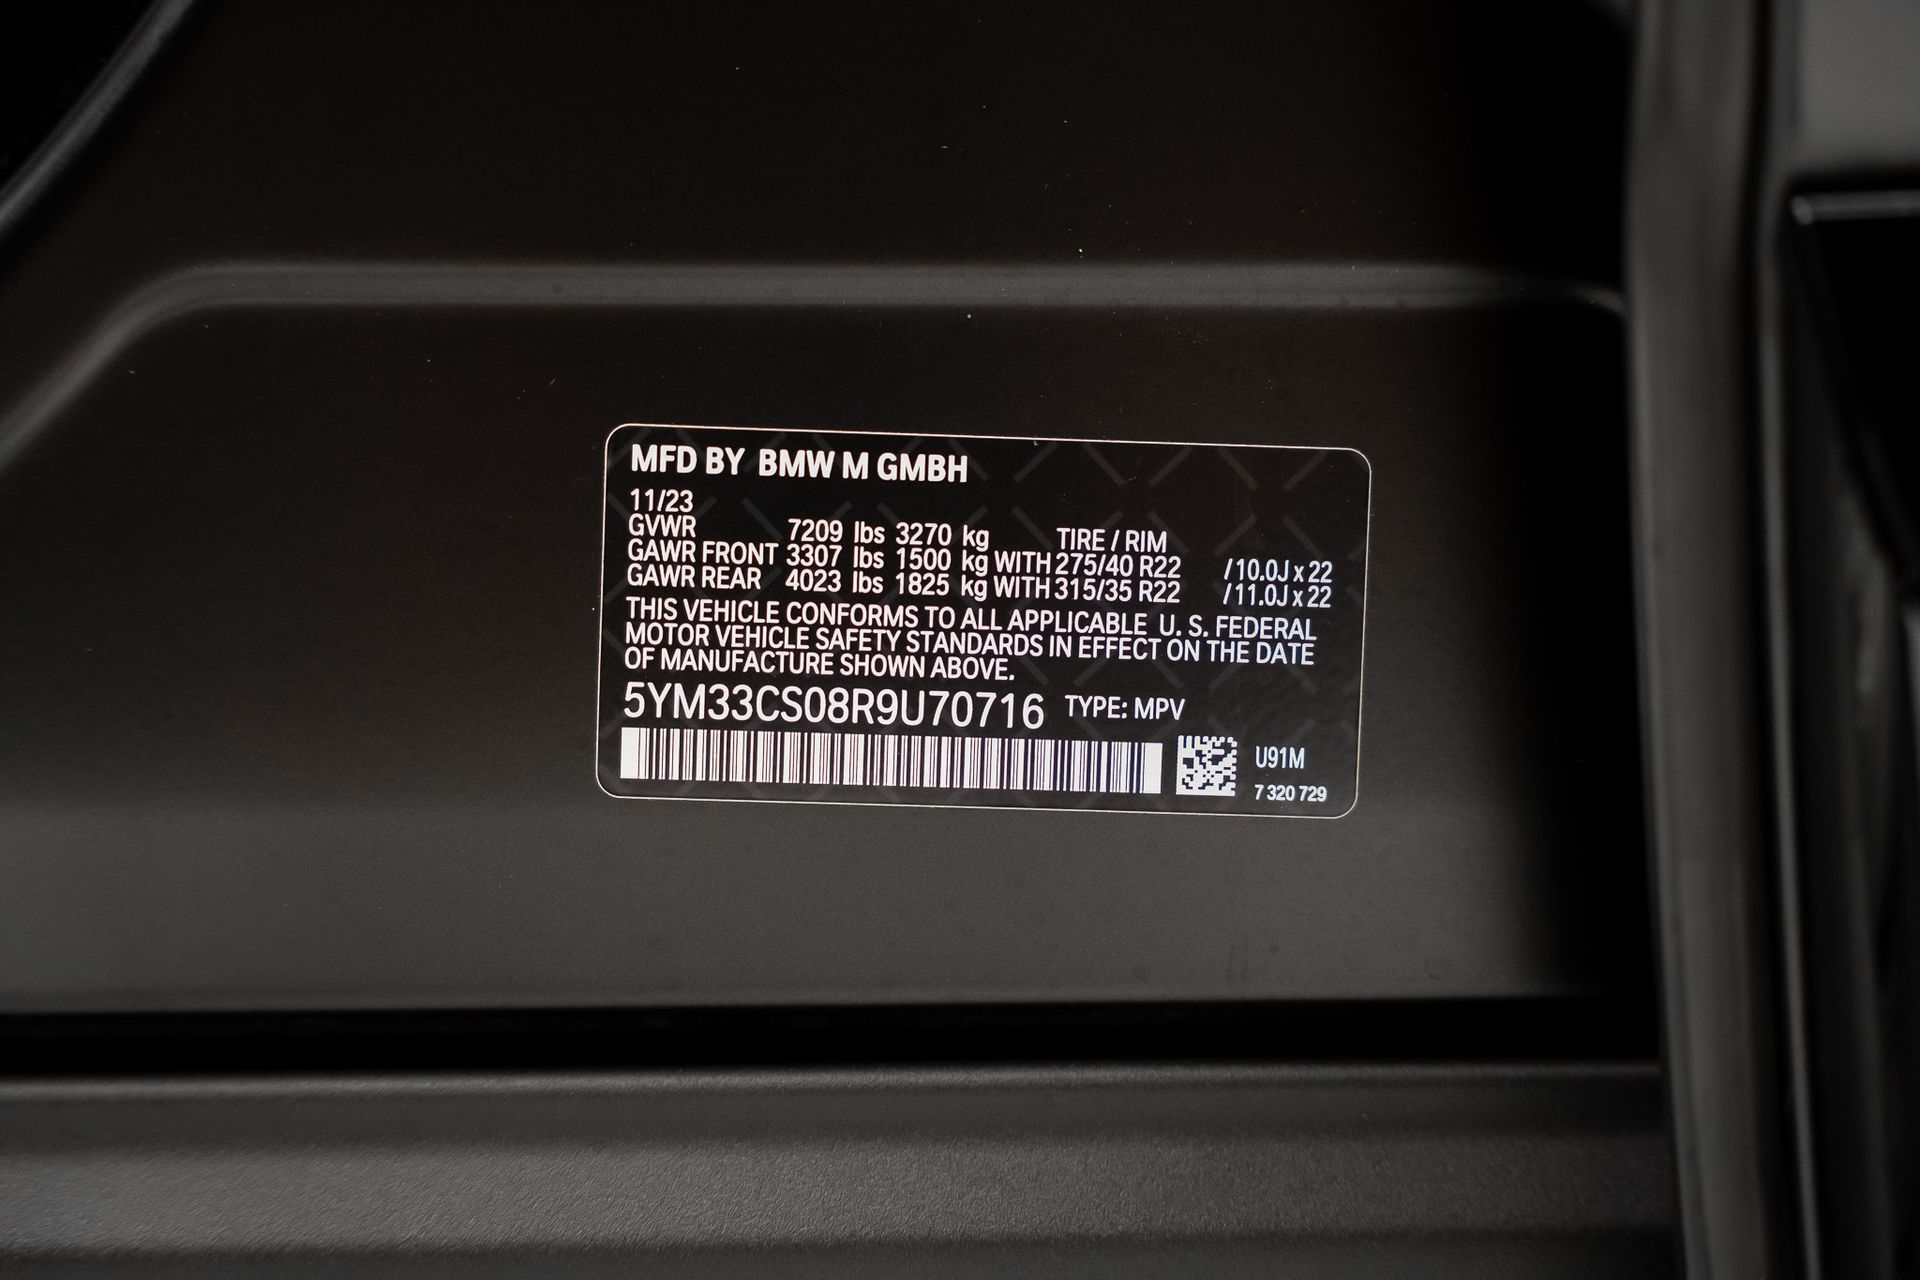 MFD BY BMW M GMBH
11/23
GVWR 7209 lbs 3270 kg TIRE / RIM
GAWR FRONT 3307 lbs 1500 kg WITH 275/40 R22 /10.0J x 22
GAWR REAR 4023 lbs 1825 kg WITH 315/35 R22 /11.0J x 22
THIS VEHICLE CONFORMS TO ALL APPLICABLE U. S. FEDERAL
MOTOR VEHICLE SAFETY STANDARDS IN EFFECT ON THE DATE
OF MANUFACTURE SHOWN ABOVE.
5YM33CS08R9U70716 TYPE: MPV
U91M
7 320 729